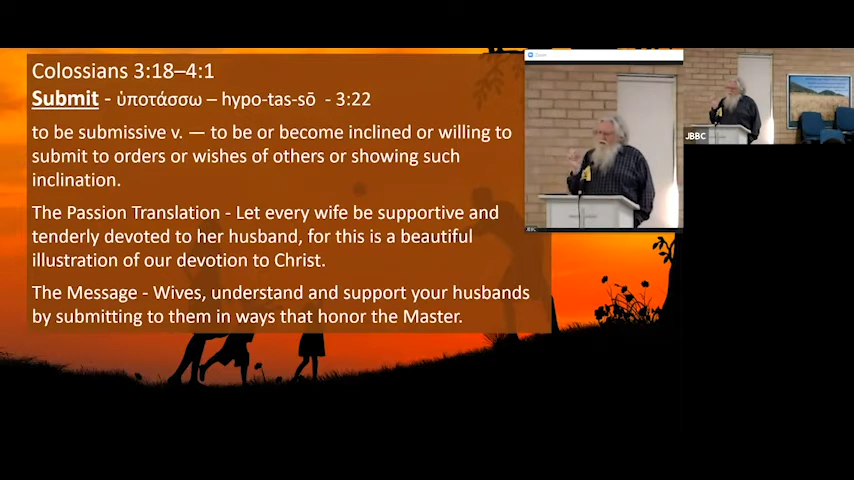 Colossians 3:18–4:1
Submit - ὑποτάσσω – hypo-tas-sō - 3:22
to be submissive v. — to be or become inclined or willing to
submit to orders or wishes of others or showing such
inclination.
The Passion Translation - Let every wife be supportive and
tenderly devoted to her husband, for this is a beautiful
illustration of our devotion to Christ.
The Message - Wives, understand and support your husbands
by submitting to them in ways that honor the Master.
JBBC